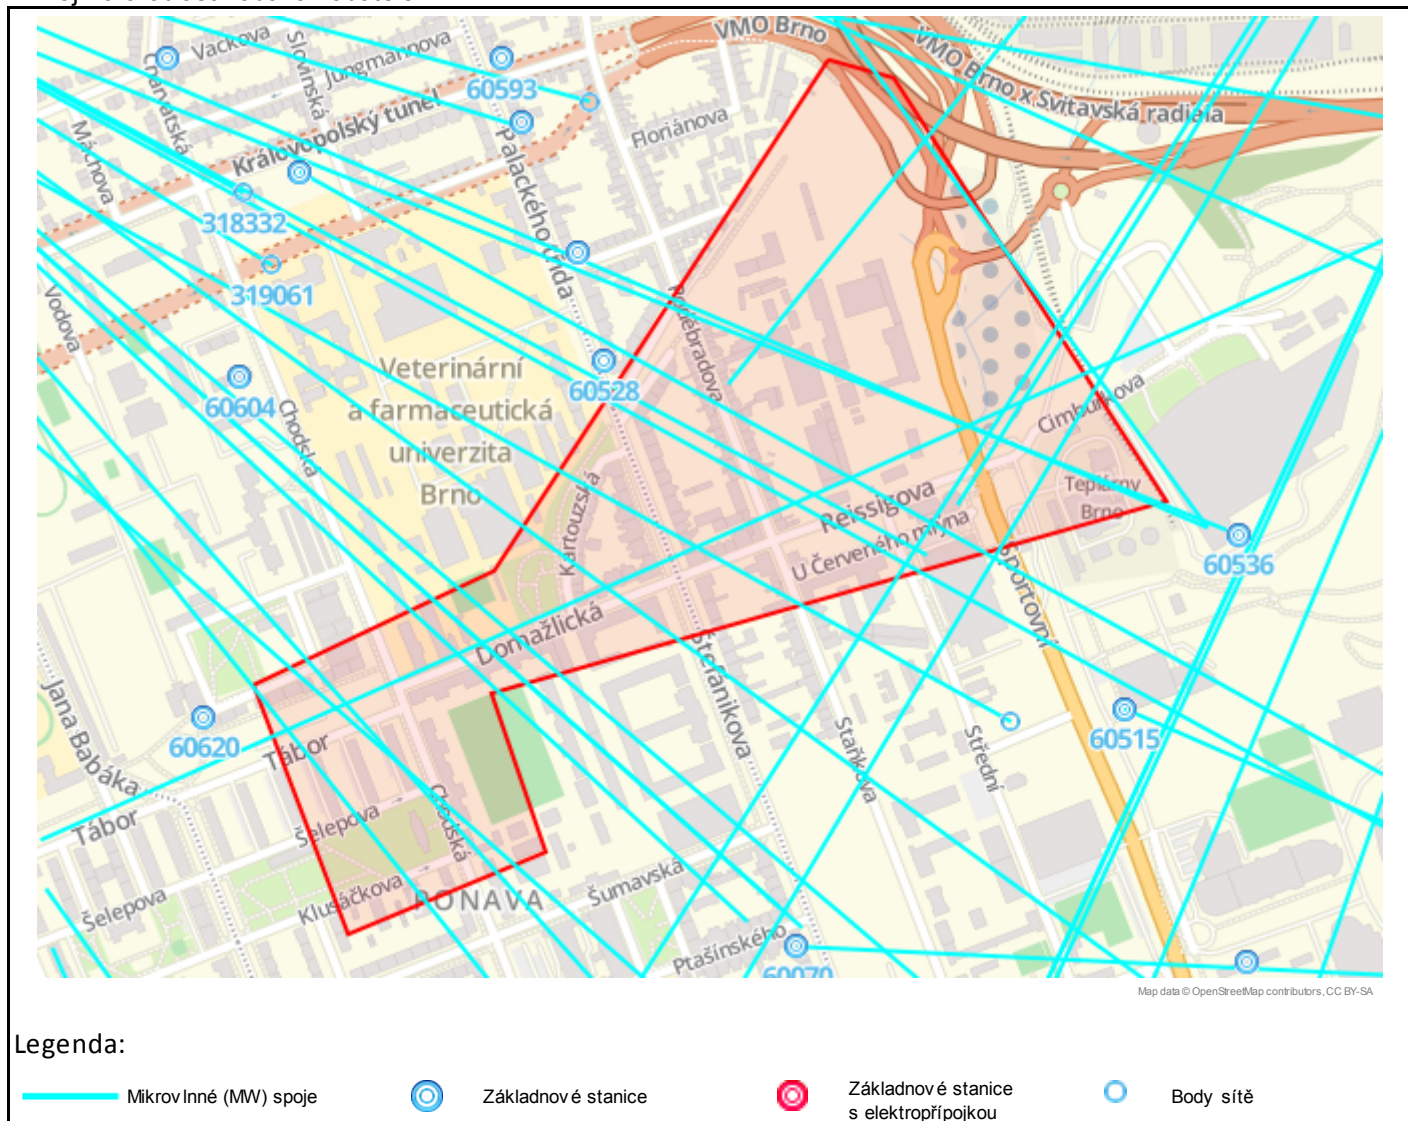 VMO Brno
VMO Brno x Svitavská radiála
Vackova
Jungmannova
Charvatská
Slovinská
60593
Královopolský tunel
Máchova
Floriánova
Palackého třída
318332
319061
Vodova
Poděbradova
Veterinární
a farmaceutická
univerzita
Brno
60528
60604
Chodská
Cimburkova
Kartouzská
Reissigova
Teplárny
Brno
U Červeného mlýna
60536
Sportovní
Domažlická
Štefánikova
Jana Babáka
60620
Tábor
Tábor
Staňkova
Střední
60515
Šelepova
Chodská
Šelepova
Klusáčkova
PONAVA
Šumavská
Ptašínského
60070
Map data © OpenStreetMap contributors, CC BY-SA
Legenda:
Mikrovlnné (MW) spoje
Základnové stanice
Základnové stanice
s elektropřípojkou
Body sítě